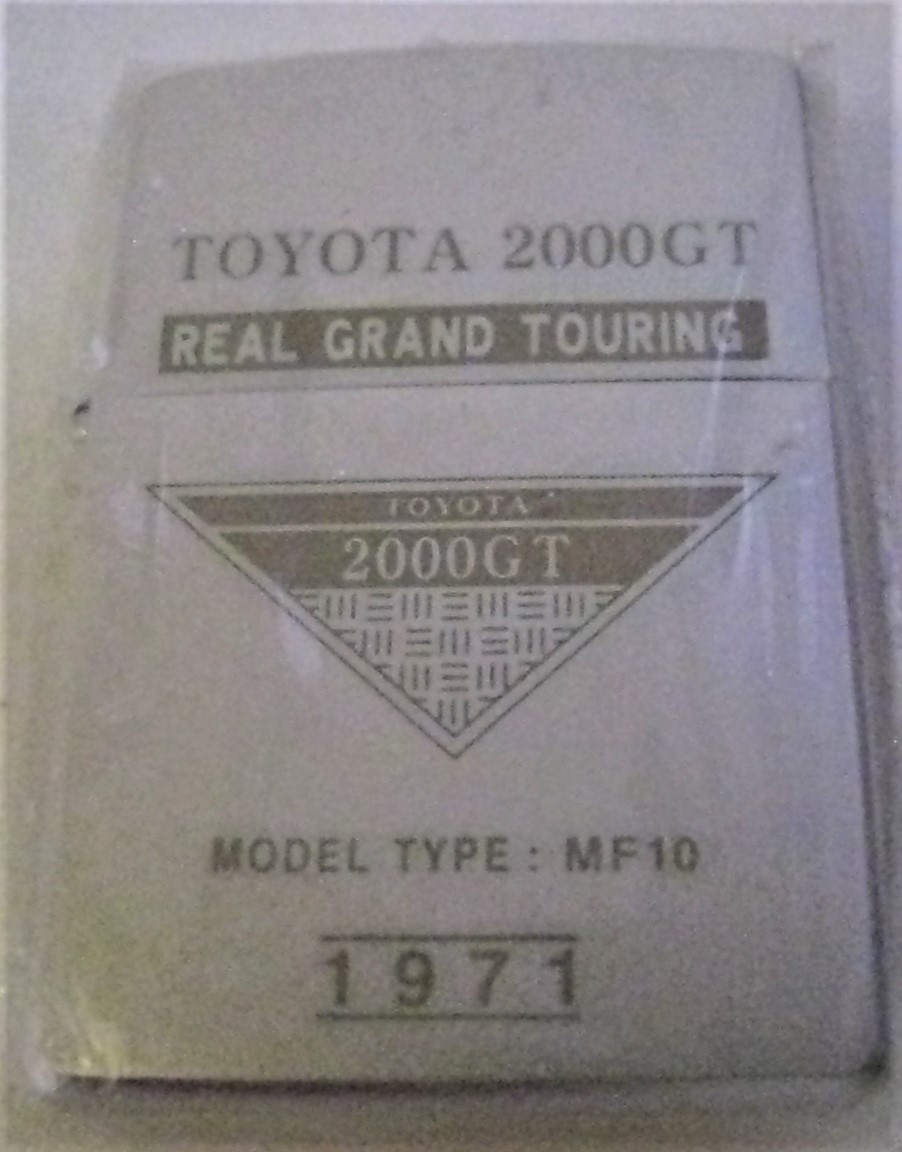 TOYOTA 2000GT
REAL GRAND TOURING
TOYOTA
2000GT
MODEL TYPE : MF10
1971